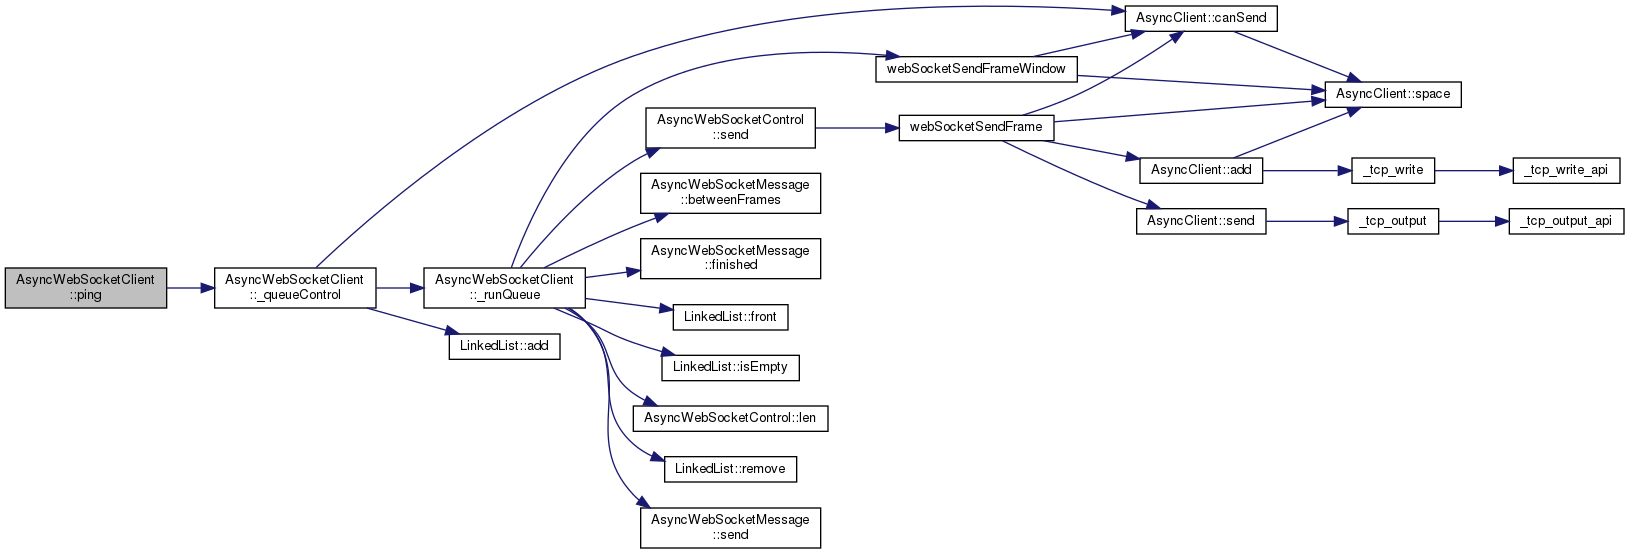 AsyncWebSocketClient
::ping
AsyncWebSocketClient
::_queueControl
AsyncWebSocketClient
::_runQueue
LinkedList::add
AsyncClient::canSend
webSocketSendFrameWindow
AsyncClient::space
AsyncWebSocketControl
::send
webSocketSendFrame
AsyncWebSocketMessage
::betweenFrames
AsyncClient::add
_tcp_write
_tcp_write_api
AsyncClient::send
_tcp_output
_tcp_output_api
AsyncWebSocketMessage
::finished
LinkedList::front
LinkedList::isEmpty
AsyncWebSocketControl::len
LinkedList::remove
AsyncWebSocketMessage
::send